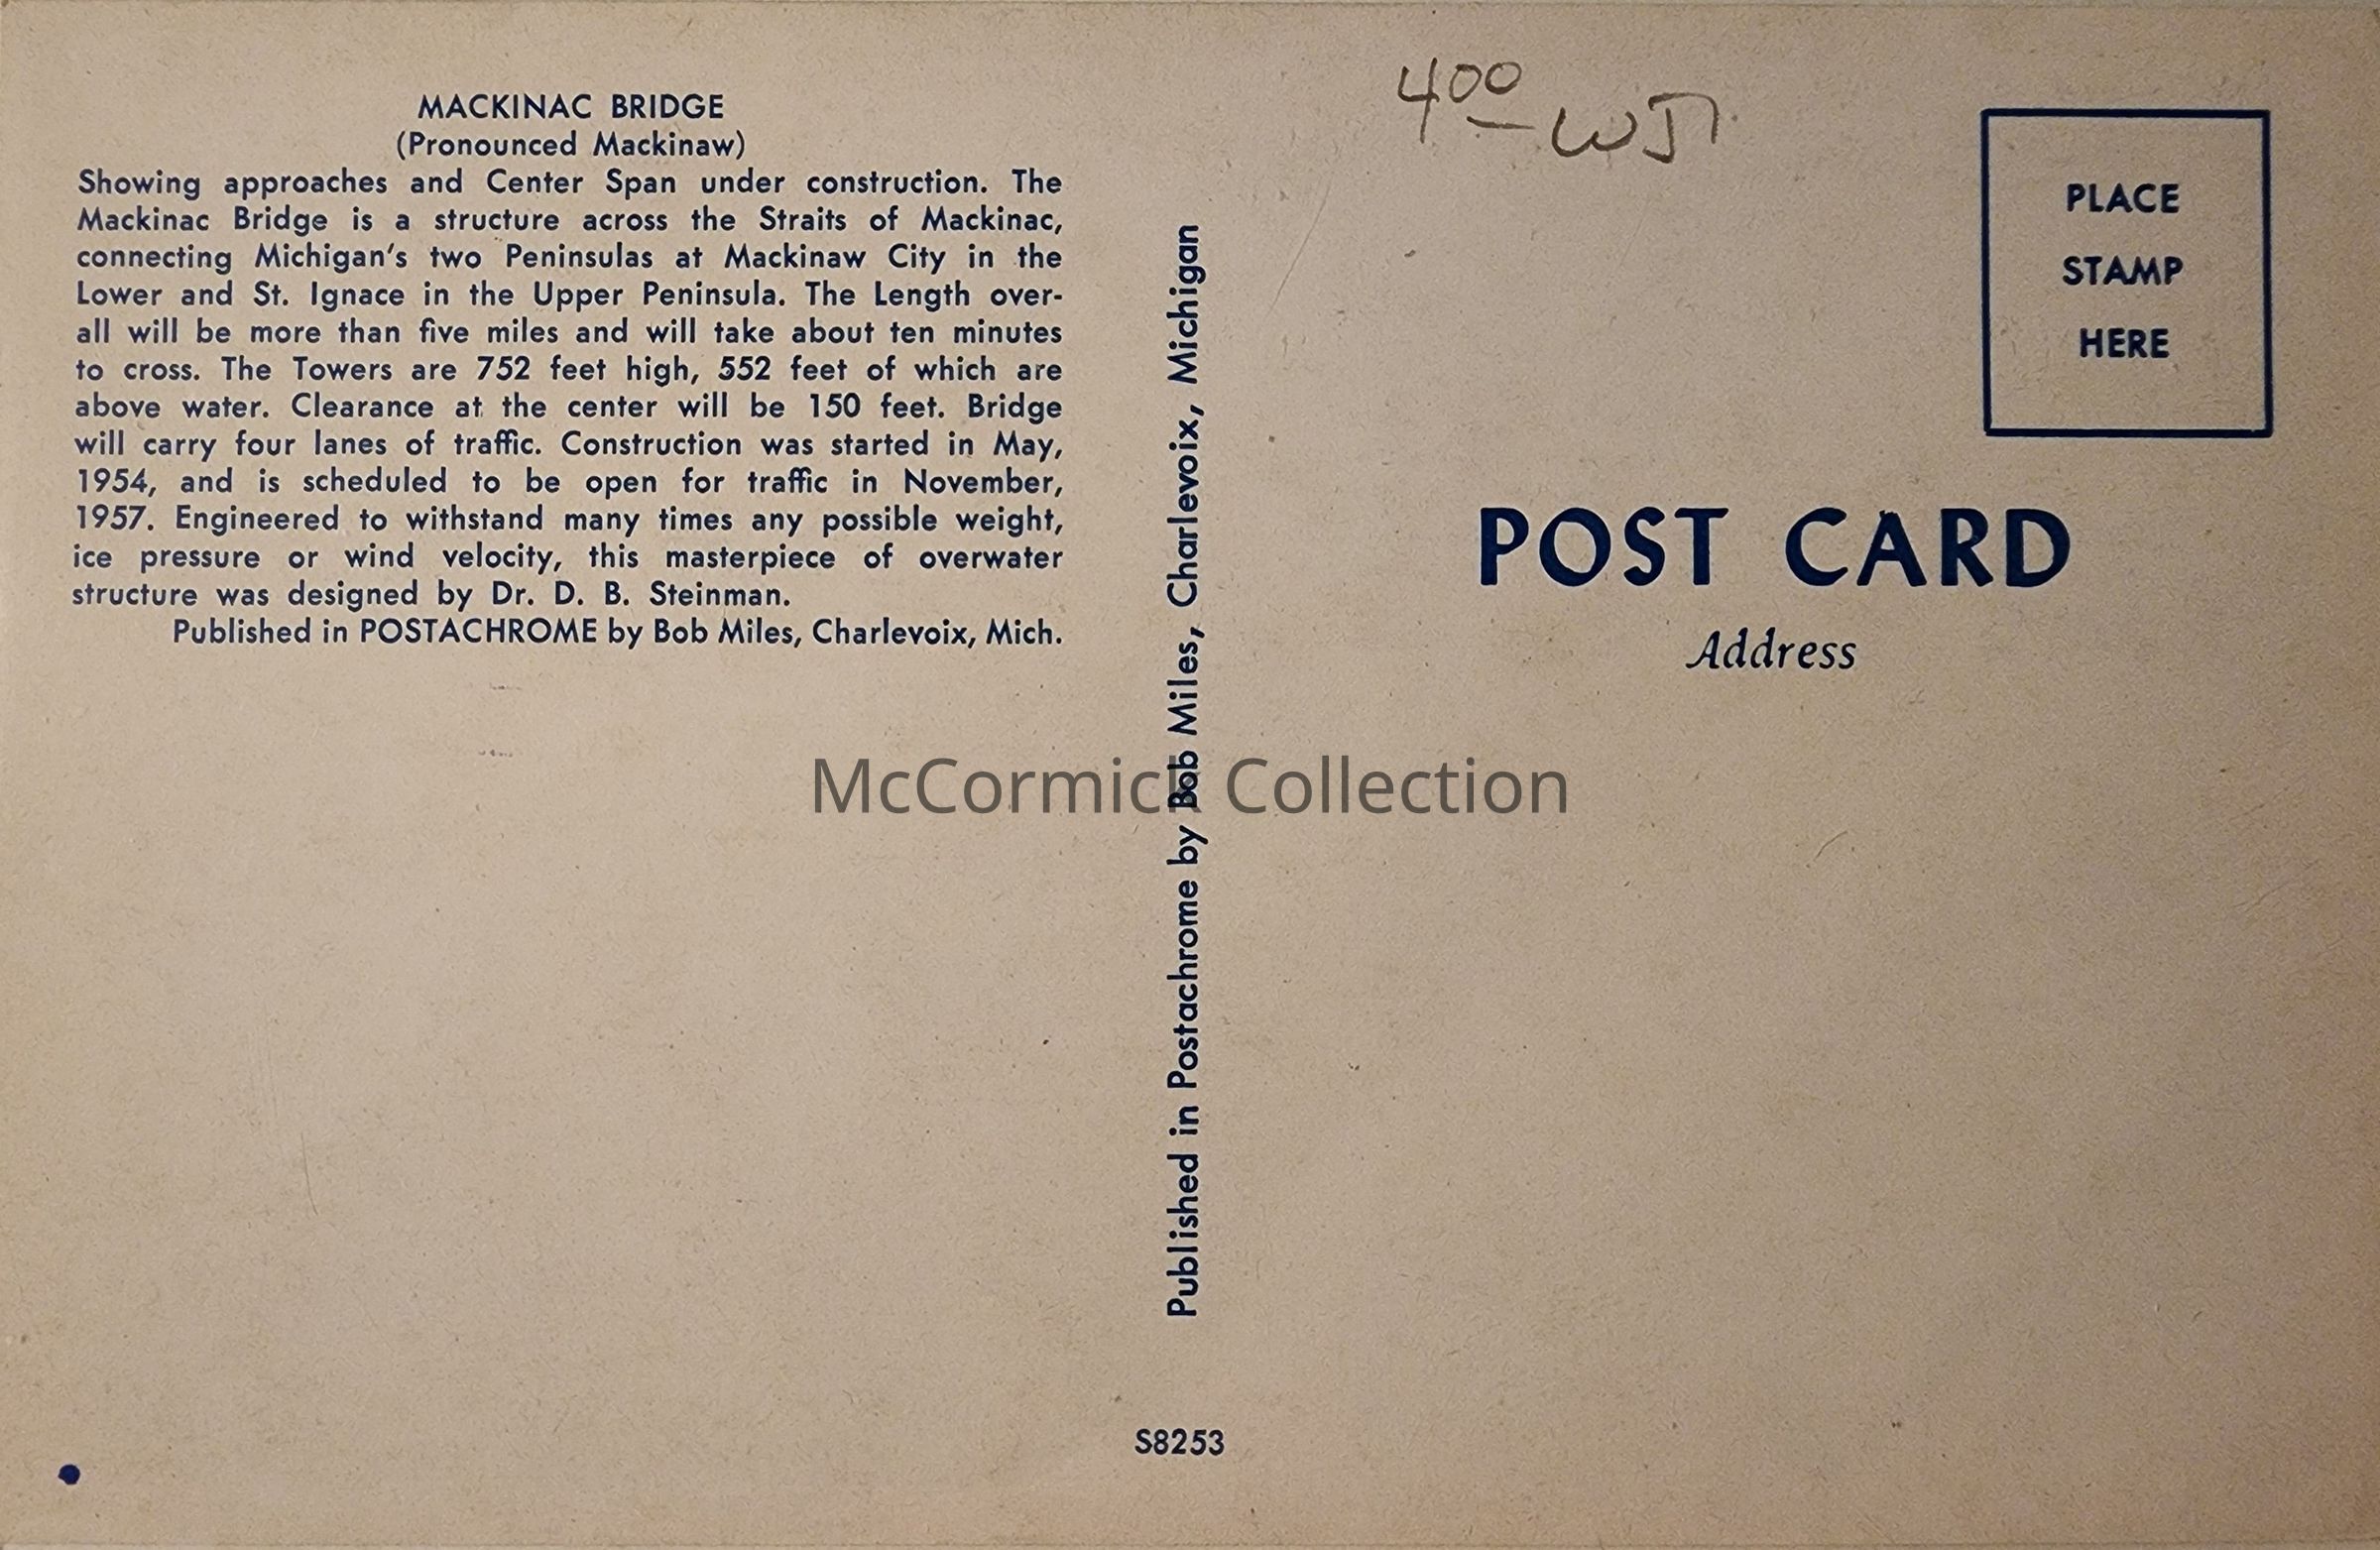 MACKINAC BRIDGE
(Pronounced Mackinaw)
Showing approaches and Center Span under construction. The
Mackinac Bridge is a structure across the Straits of Mackinac,
connecting Michigan's two Peninsulas at Mackinaw City in the
Lower and St. Ignace in the Upper Peninsula. The Length over-
all will be more than five miles and will take about ten minutes
to cross. The Towers are 752 feet high, 552 feet of which are
above water. Clearance at the center will be 150 feet. Bridge
will carry four lanes of traffic. Construction was started in May,
1954, and is scheduled to be open for traffic in November,
1957. Engineered to withstand many times any possible weight,
ice pressure or wind velocity, this masterpiece of overwater
structure was designed by Dr. D. B. Steinman.
Published in POSTACHROME by Bob Miles, Charlevoix, Mich.
Published in Postachrome by Bob Miles, Charlevoix, Michigan
S8253
400
PLACE
STAMP
HERE
POST CARD
Address
McCormick Collection